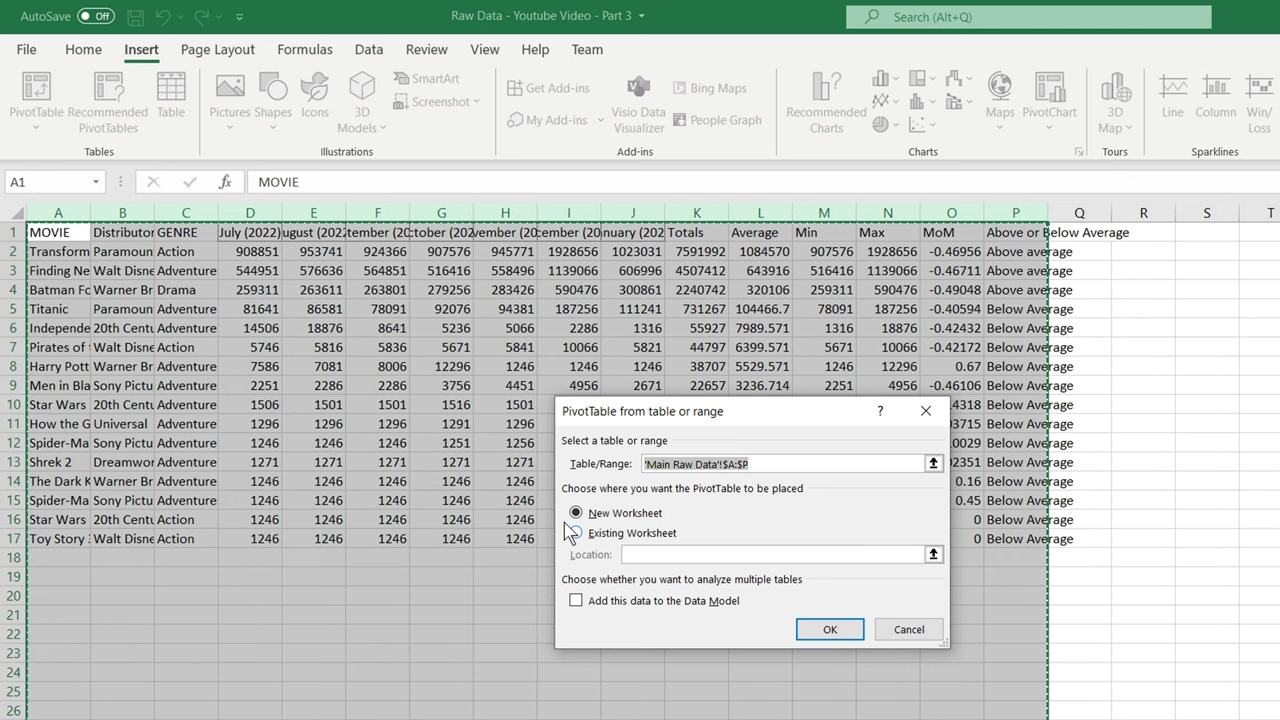 AutoSave Off Raw Data - Youtube Video - Part 3 Search (Alt+Q)
File Home Insert Page Layout Formulas Data Review View Help Team
PivotTable Recommended PivotTables Table Pictures Shapes Icons 3D Models SmartArt Screenshot Get Add-ins My Add-ins Visio Data Visualizer Bing Maps People Graph Recommended Charts Maps PivotChart 3D Map Line Column Win/ Loss
Tables Illustrations Add-ins Charts Tours Sparklines
A1 fx MOVIE
A B C D E F G H I J K L M N O P Q R S T
1 MOVIE Distributor GENRE July (2022) ugust (2022 tember (20 ctober (202 vember (20 cember (20 nuary (202 Totals Average Min Max MoM Above or Below Average
2 Transform Paramoun Action 908851 953741 924366 907576 945771 1928656 1023031 7591992 1084570 907576 1928656 -0.46956 Above average
3 Finding Ne Walt Disne Adventure 544951 576636 564851 516416 558496 1139066 606996 4507412 643916 516416 1139066 -0.46711 Above average
4 Batman Fo Warner Br Drama 259311 263611 263801 279256 283426 590476 300861 2240742 320106 259311 590476 -0.49048 Above average
5 Titanic Paramoun Adventure 81641 86581 78091 92076 94381 187256 111241 731267 104466.7 78091 187256 -0.40594 Below Average
6 Independe 20th Centu Adventure 14506 18876 8641 5236 5066 2286 1316 55927 7989.571 1316 18876 -0.42432 Below Average
7 Pirates of t Walt Disne Action 5746 5816 5836 5671 5841 10066 5821 44797 6399.571 5671 10066 -0.42172 Below Average
8 Harry Pott Warner Br Adventure 7586 7081 8006 12296 1246 1246 1246 38707 5529.571 1246 12296 0.67 Below Average
9 Men in Bla Sony Pictu Adventure 2251 2286 2286 3756 4451 4956 2671 22657 3236.714 2251 4956 -0.46106 Below Average
10 Star Wars 20th Centu Adventure 1506 1501 1501 1516 1501 4318 Below Average
11 How the G Universal Adventure 1296 1296 1296 1291 1296 03715 Below Average
12 Spider-Ma Sony Pictu Adventure 1246 1246 1246 1251 1256 0029 Below Average
13 Shrek 2 Dreamwo Adventure 1271 1271 1271 1271 1271 02351 Below Average
14 The Dark K Warner Br Adventure 1246 1246 1246 1246 1246 0.16 Below Average
15 Spider-Ma Sony Pictu Adventure 1246 1246 1246 1246 1246 0.45 Below Average
16 Star Wars 20th Centu Action 1246 1246 1246 1246 1246 0 Below Average
17 Toy Story 3 Walt Disne Action 1246 1246 1246 1246 1246 0 Below Average
18
19
20
21
22
23
24
25
26
PivotTable from table or range ?
Select a table or range
Table/Range: 'Main Raw Data'!$A:$P
Choose where you want the PivotTable to be placed
New Worksheet
Existing Worksheet
Location:
Choose whether you want to analyze multiple tables
Add this data to the Data Model
OK Cancel